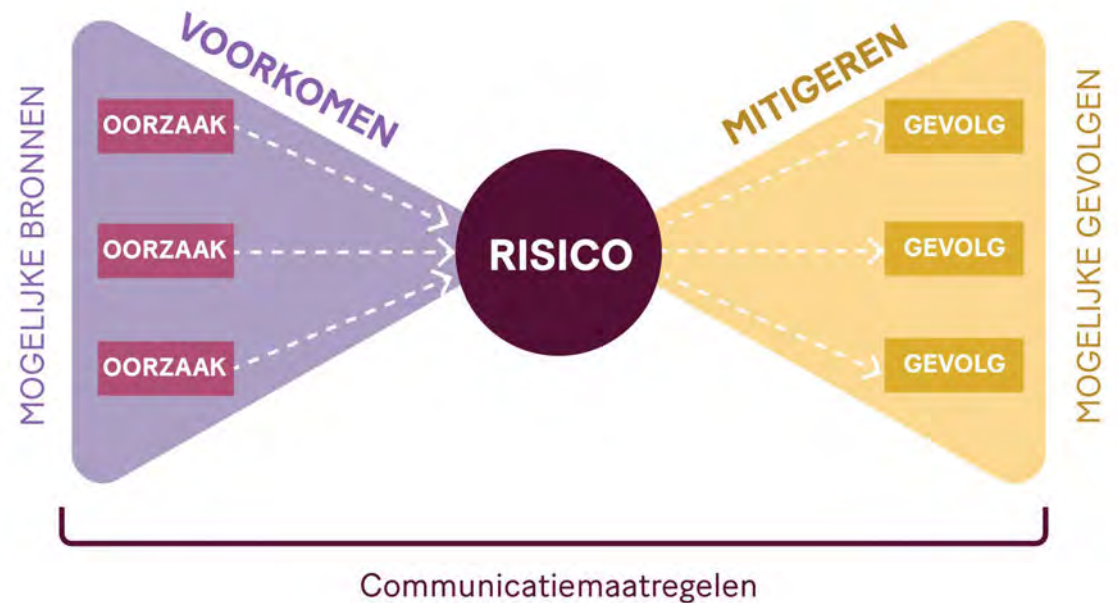 VOORKOMEN
MITIGEREN
MOGELIJKE BRONNEN
OORZAAK
OORZAAK
OORZAAK
RISICO
GEVOLG
GEVOLG
GEVOLG
MOGELIJKE GEVOLGEN
Communicatiemaatregelen